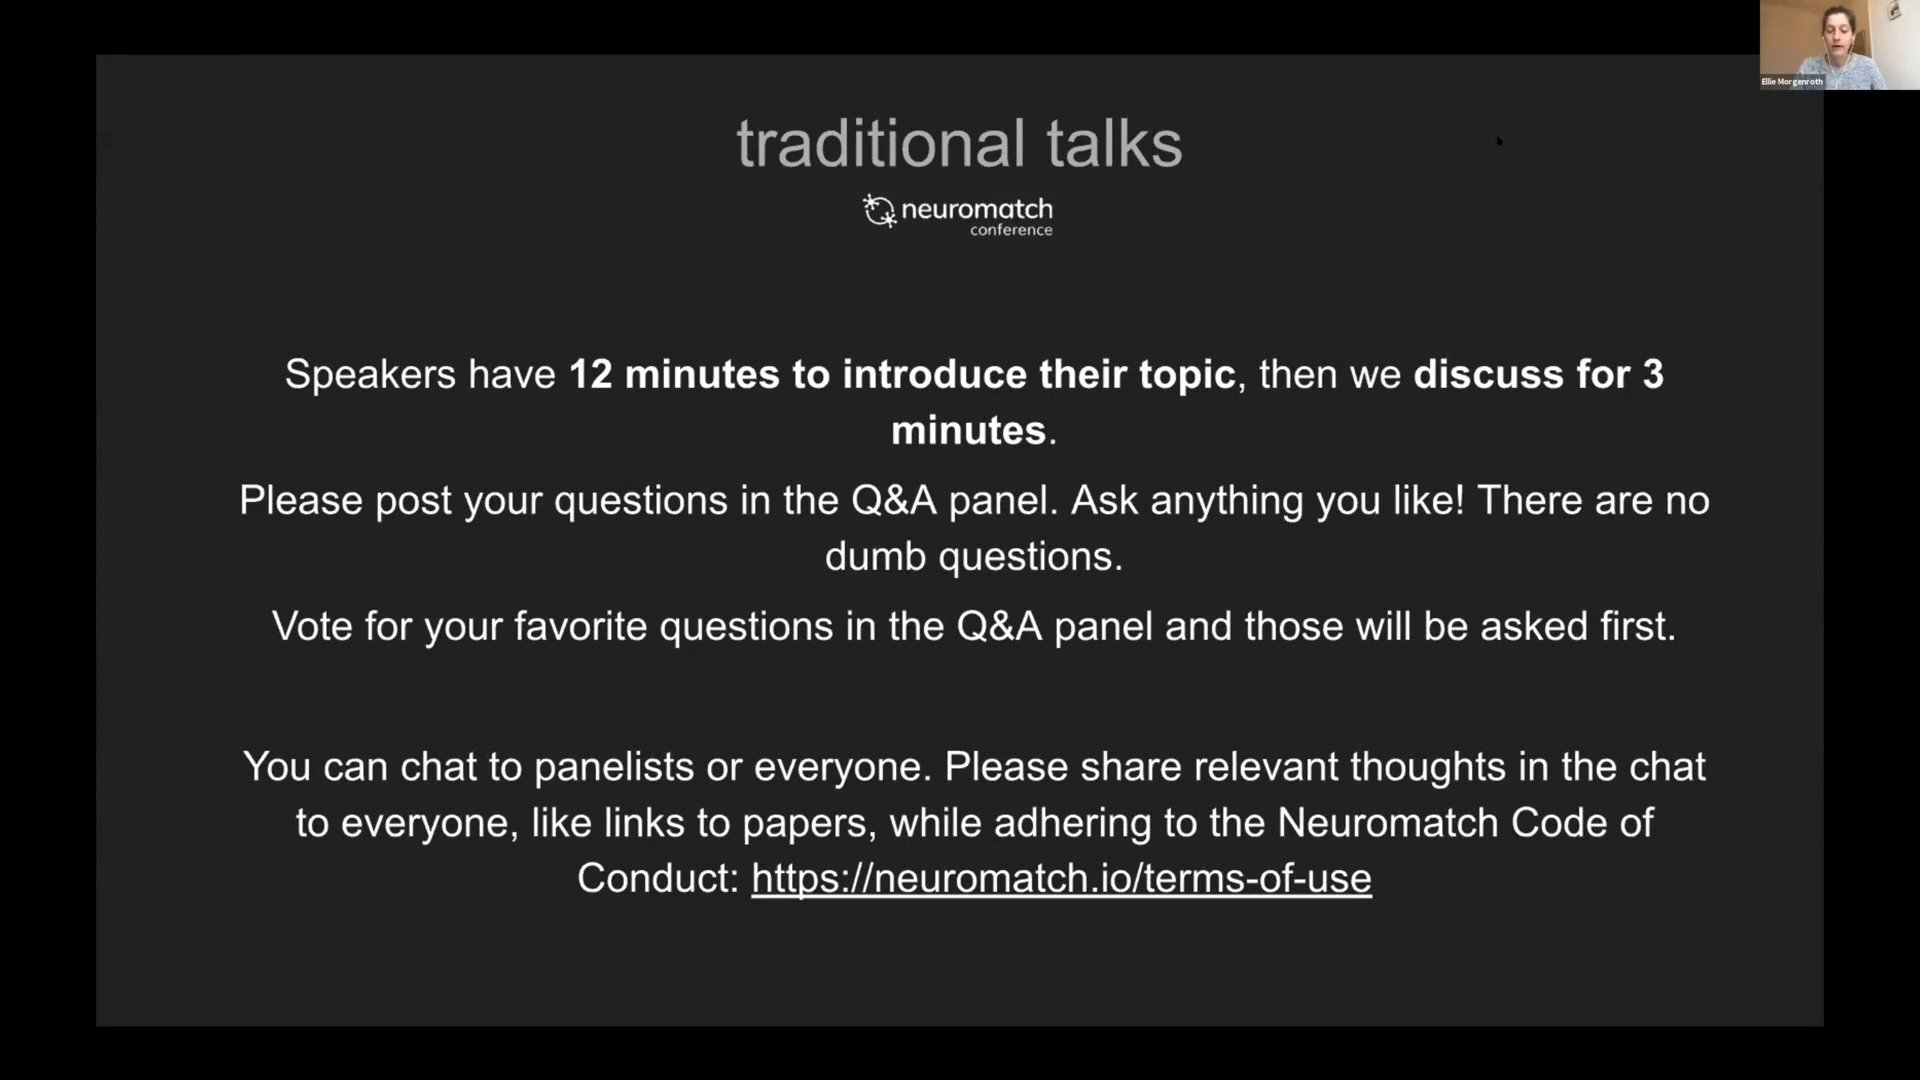 Ellie Morgenroth
traditional talks
neuromatch
conference
Speakers have 12 minutes to introduce their topic, then we discuss for 3
minutes.
Please post your questions in the Q&A panel. Ask anything you like! There are no
dumb questions.
Vote for your favorite questions in the Q&A panel and those will be asked first.
You can chat to panelists or everyone. Please share relevant thoughts in the chat
to everyone, like links to papers, while adhering to the Neuromatch Code of
Conduct: https://neuromatch.io/terms-of-use